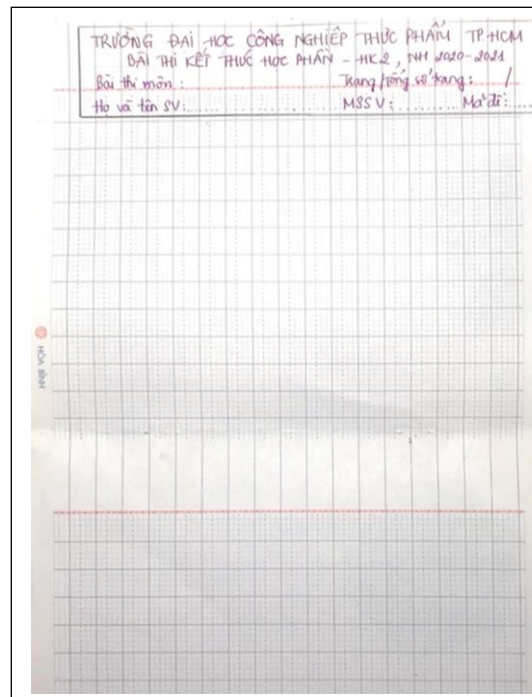 TRƯỜNG ĐẠI HỌC CÔNG NGHIỆP THỰC PHẨM TP.HCM
BÀI THI KẾT THÚC HỌC PHẦN - HK2, NH 2020-2021
Bài thi môn : Trang/tổng số trang : /
Họ và tên SV: .................. MSSV: ........ Mã đề: ....
HÒA BÌNH